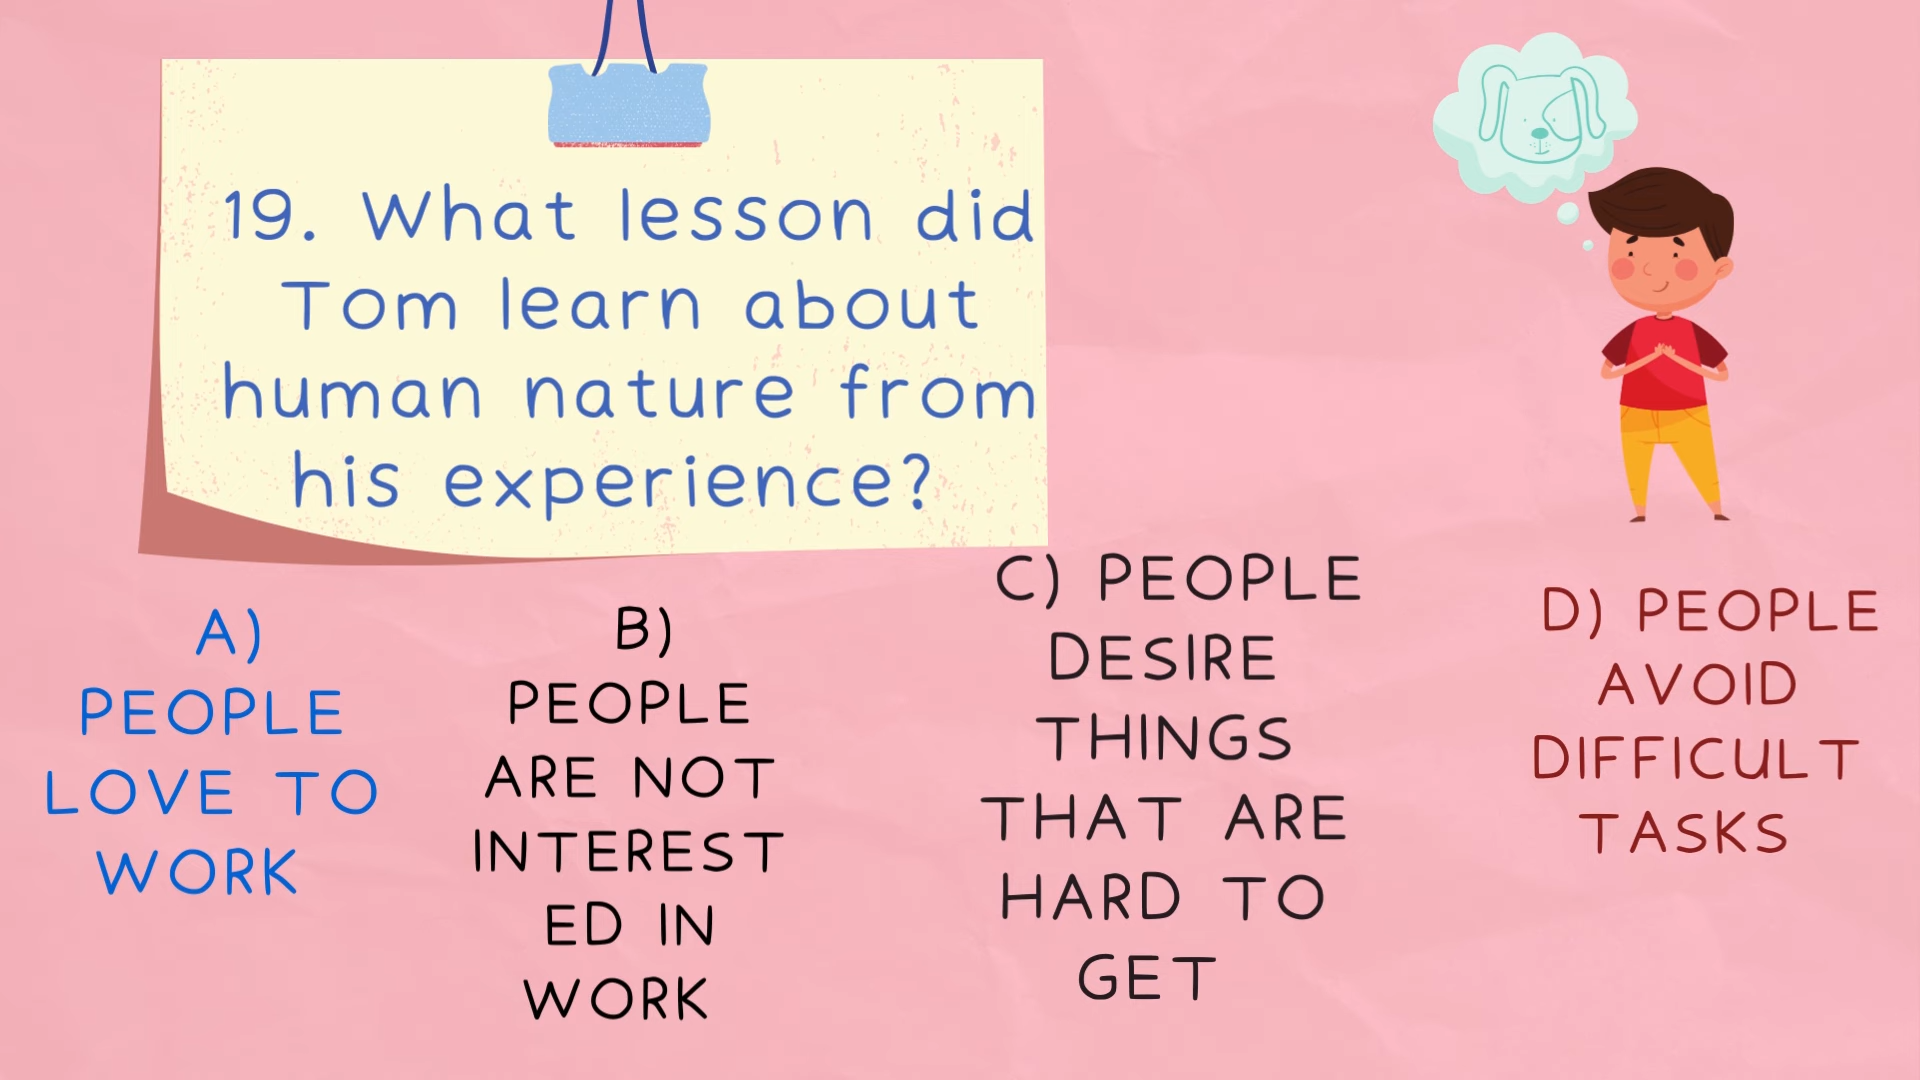 19. What lesson did
Tom learn about
human nature from
his experience?
A)
PEOPLE
LOVE TO
WORK
B)
PEOPLE
ARE NOT
INTEREST
ED IN
WORK
C) PEOPLE
DESIRE
THINGS
THAT ARE
HARD TO
GET
D) PEOPLE
AVOID
DIFFICULT
TASKS